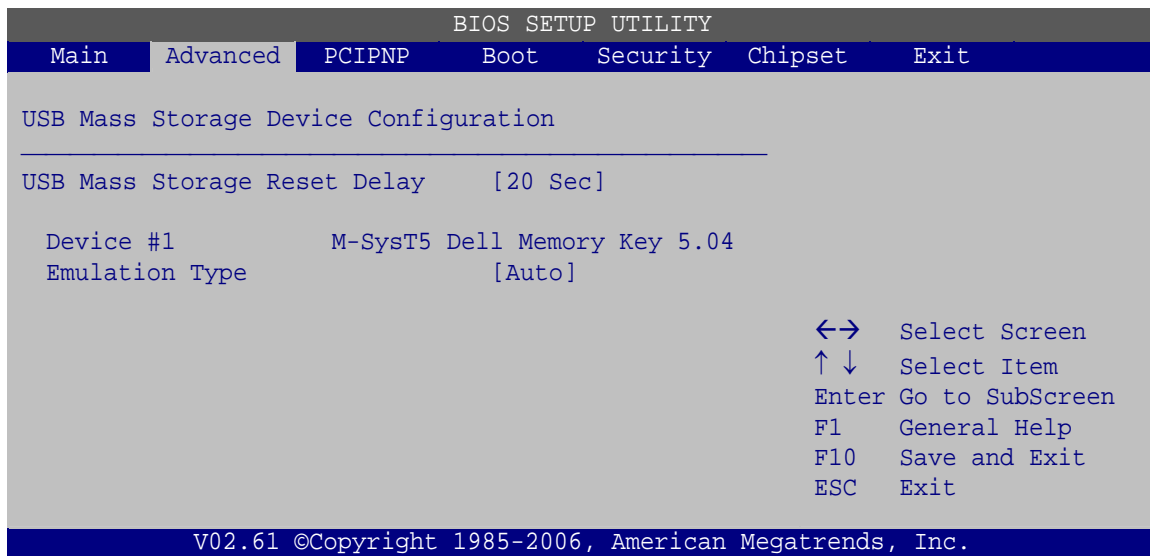 BIOS SETUP UTILITY
Main Advanced PCIPNP Boot Security Chipset Exit
USB Mass Storage Device Configuration
USB Mass Storage Reset Delay [20 Sec]
Device #1 M-SysT5 Dell Memory Key 5.04
Emulation Type [Auto]
←→ Select Screen
↑ ↓ Select Item
Enter Go to SubScreen
F1 General Help
F10 Save and Exit
ESC Exit
V02.61 ©Copyright 1985-2006, American Megatrends, Inc.